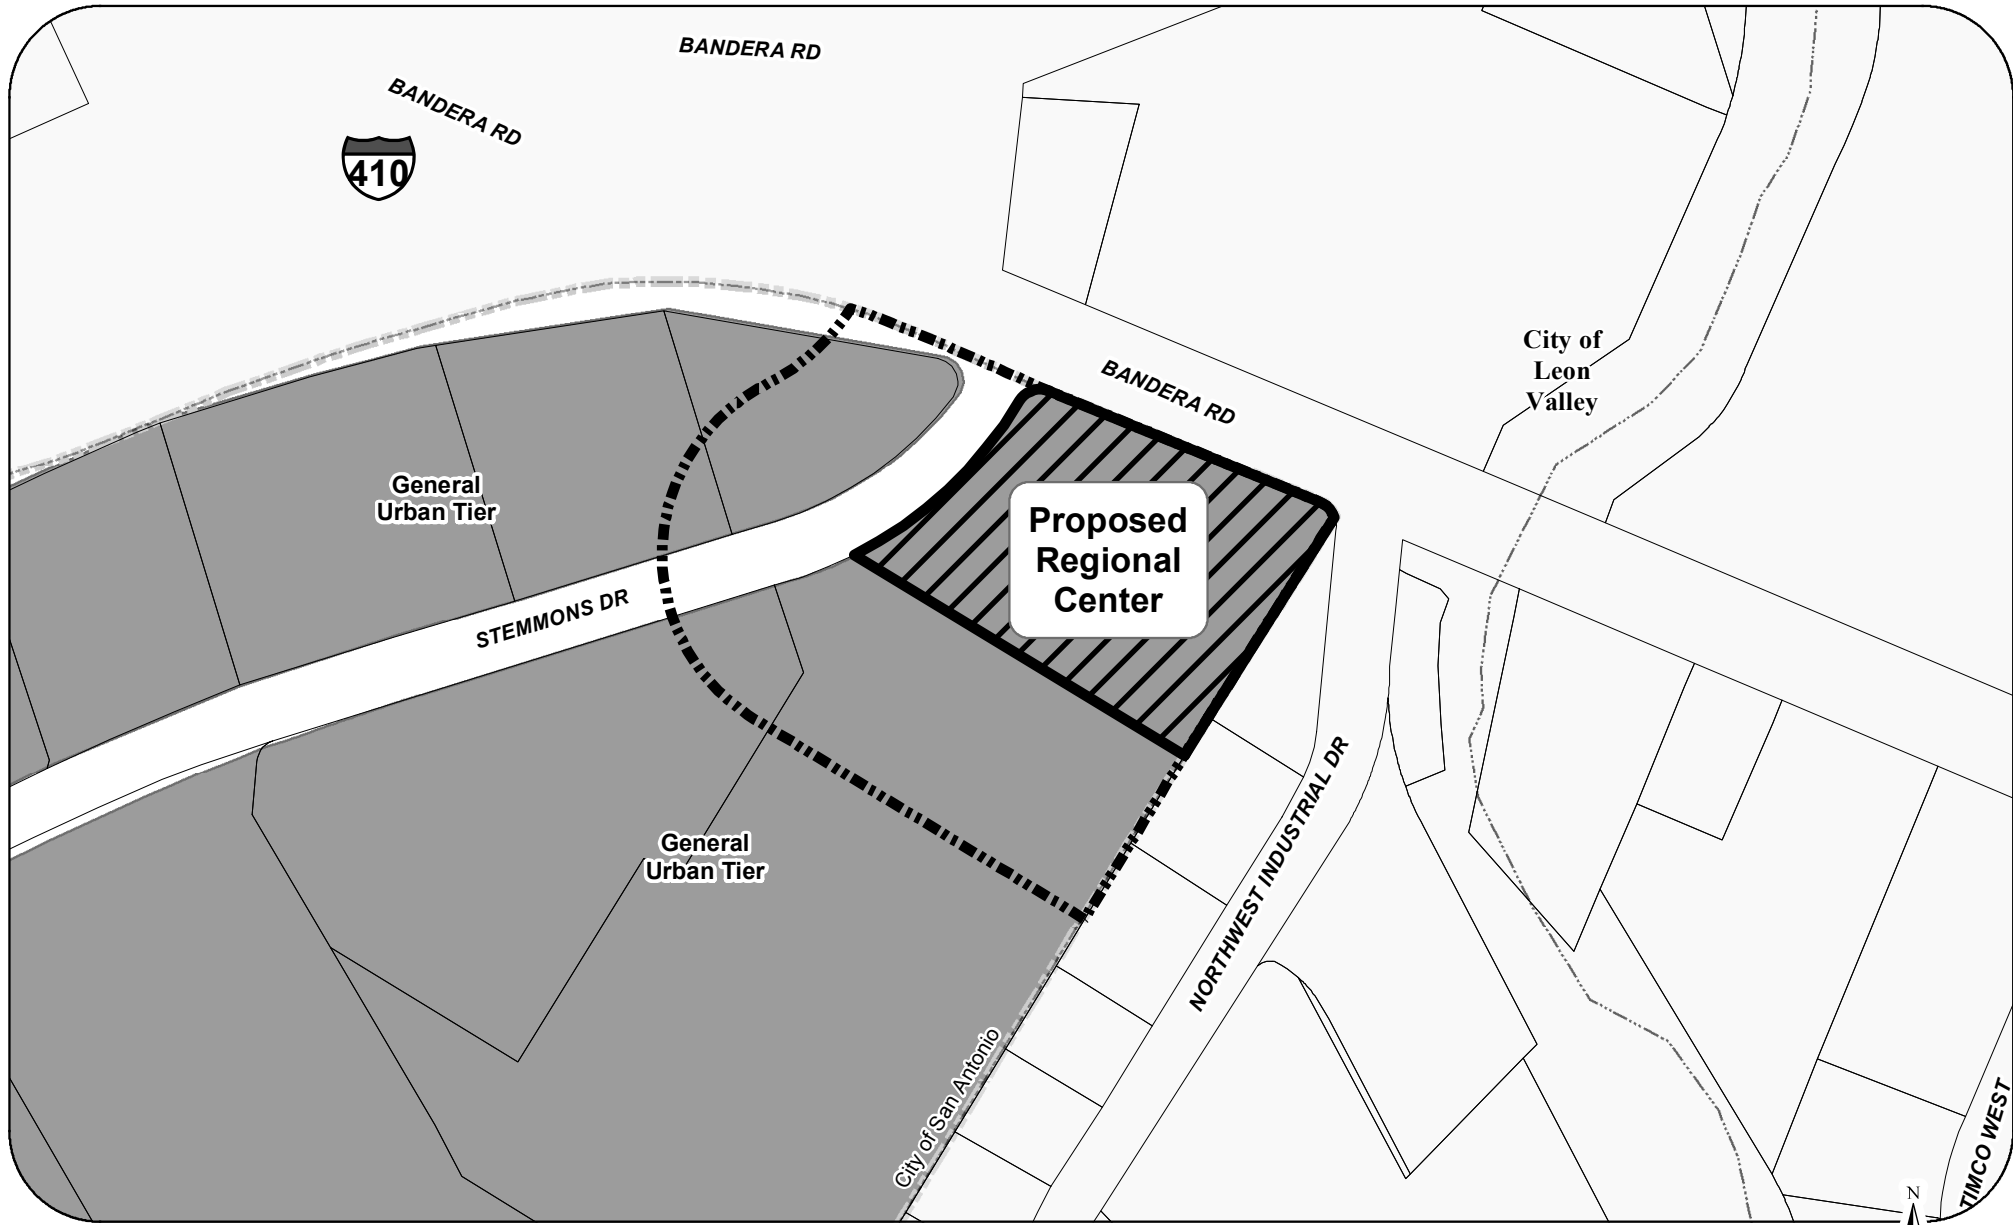 BANDERA RD
BANDERA RD
410
City of
Leon
Valley
BANDERA RD
General
Urban Tier
Proposed
Regional
Center
STEMMONS DR
General
Urban Tier
NORTHWEST INDUSTRIAL DR
City of San Antonio
TIMCO WEST
N